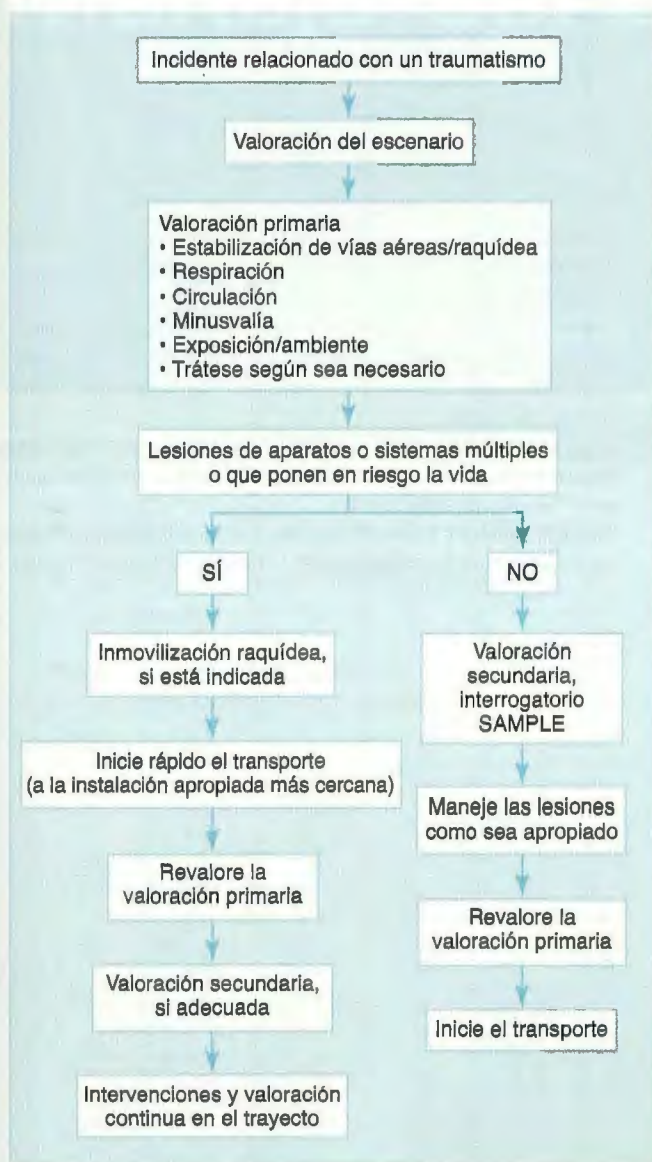 Incidente relacionado con un traumatismo
Valoración del escenario
Valoración primaria
• Estabilización de vías aéreas/raquídea
• Respiración
• Circulación
• Minusvalía
• Exposición/ambiente
• Trátese según sea necesario
Lesiones de aparatos o sistemas múltiples
o que ponen en riesgo la vida
SÍ
Inmovilización raquídea,
si está indicada
Inicie rápido el transporte
(a la instalación apropiada más cercana)
Revalore la
valoración primaria
Valoración secundaria,
si adecuada
Intervenciones y valoración
continua en el trayecto
NO
Valoración
secundaria,
interrogatorio
SAMPLE
Maneje las lesiones
como sea apropiado
Revalore la
valoración primaria
Inicie el transporte